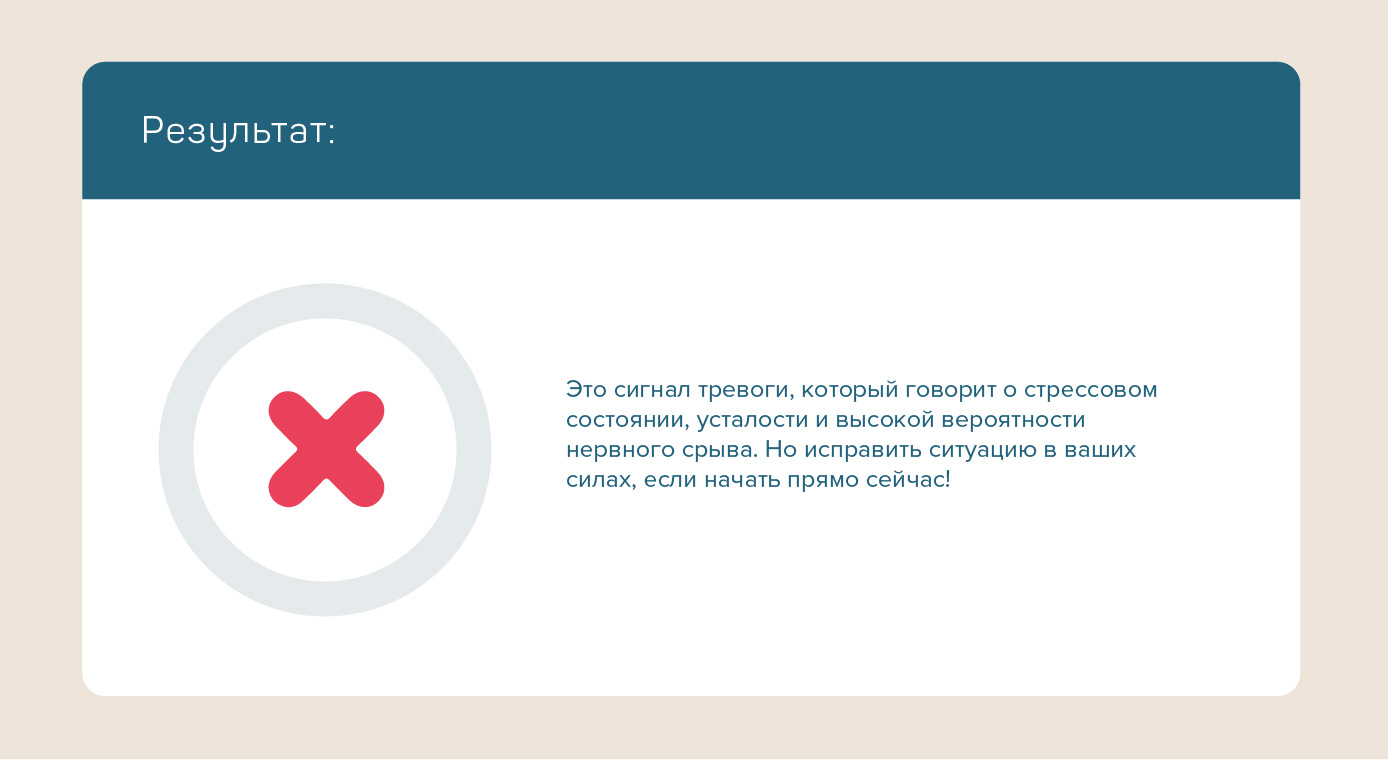 Результат:
Это сигнал тревоги, который говорит о стрессовом
состоянии, усталости и высокой вероятности
нервного срыва. Но исправить ситуацию в ваших
силах, если начать прямо сейчас!